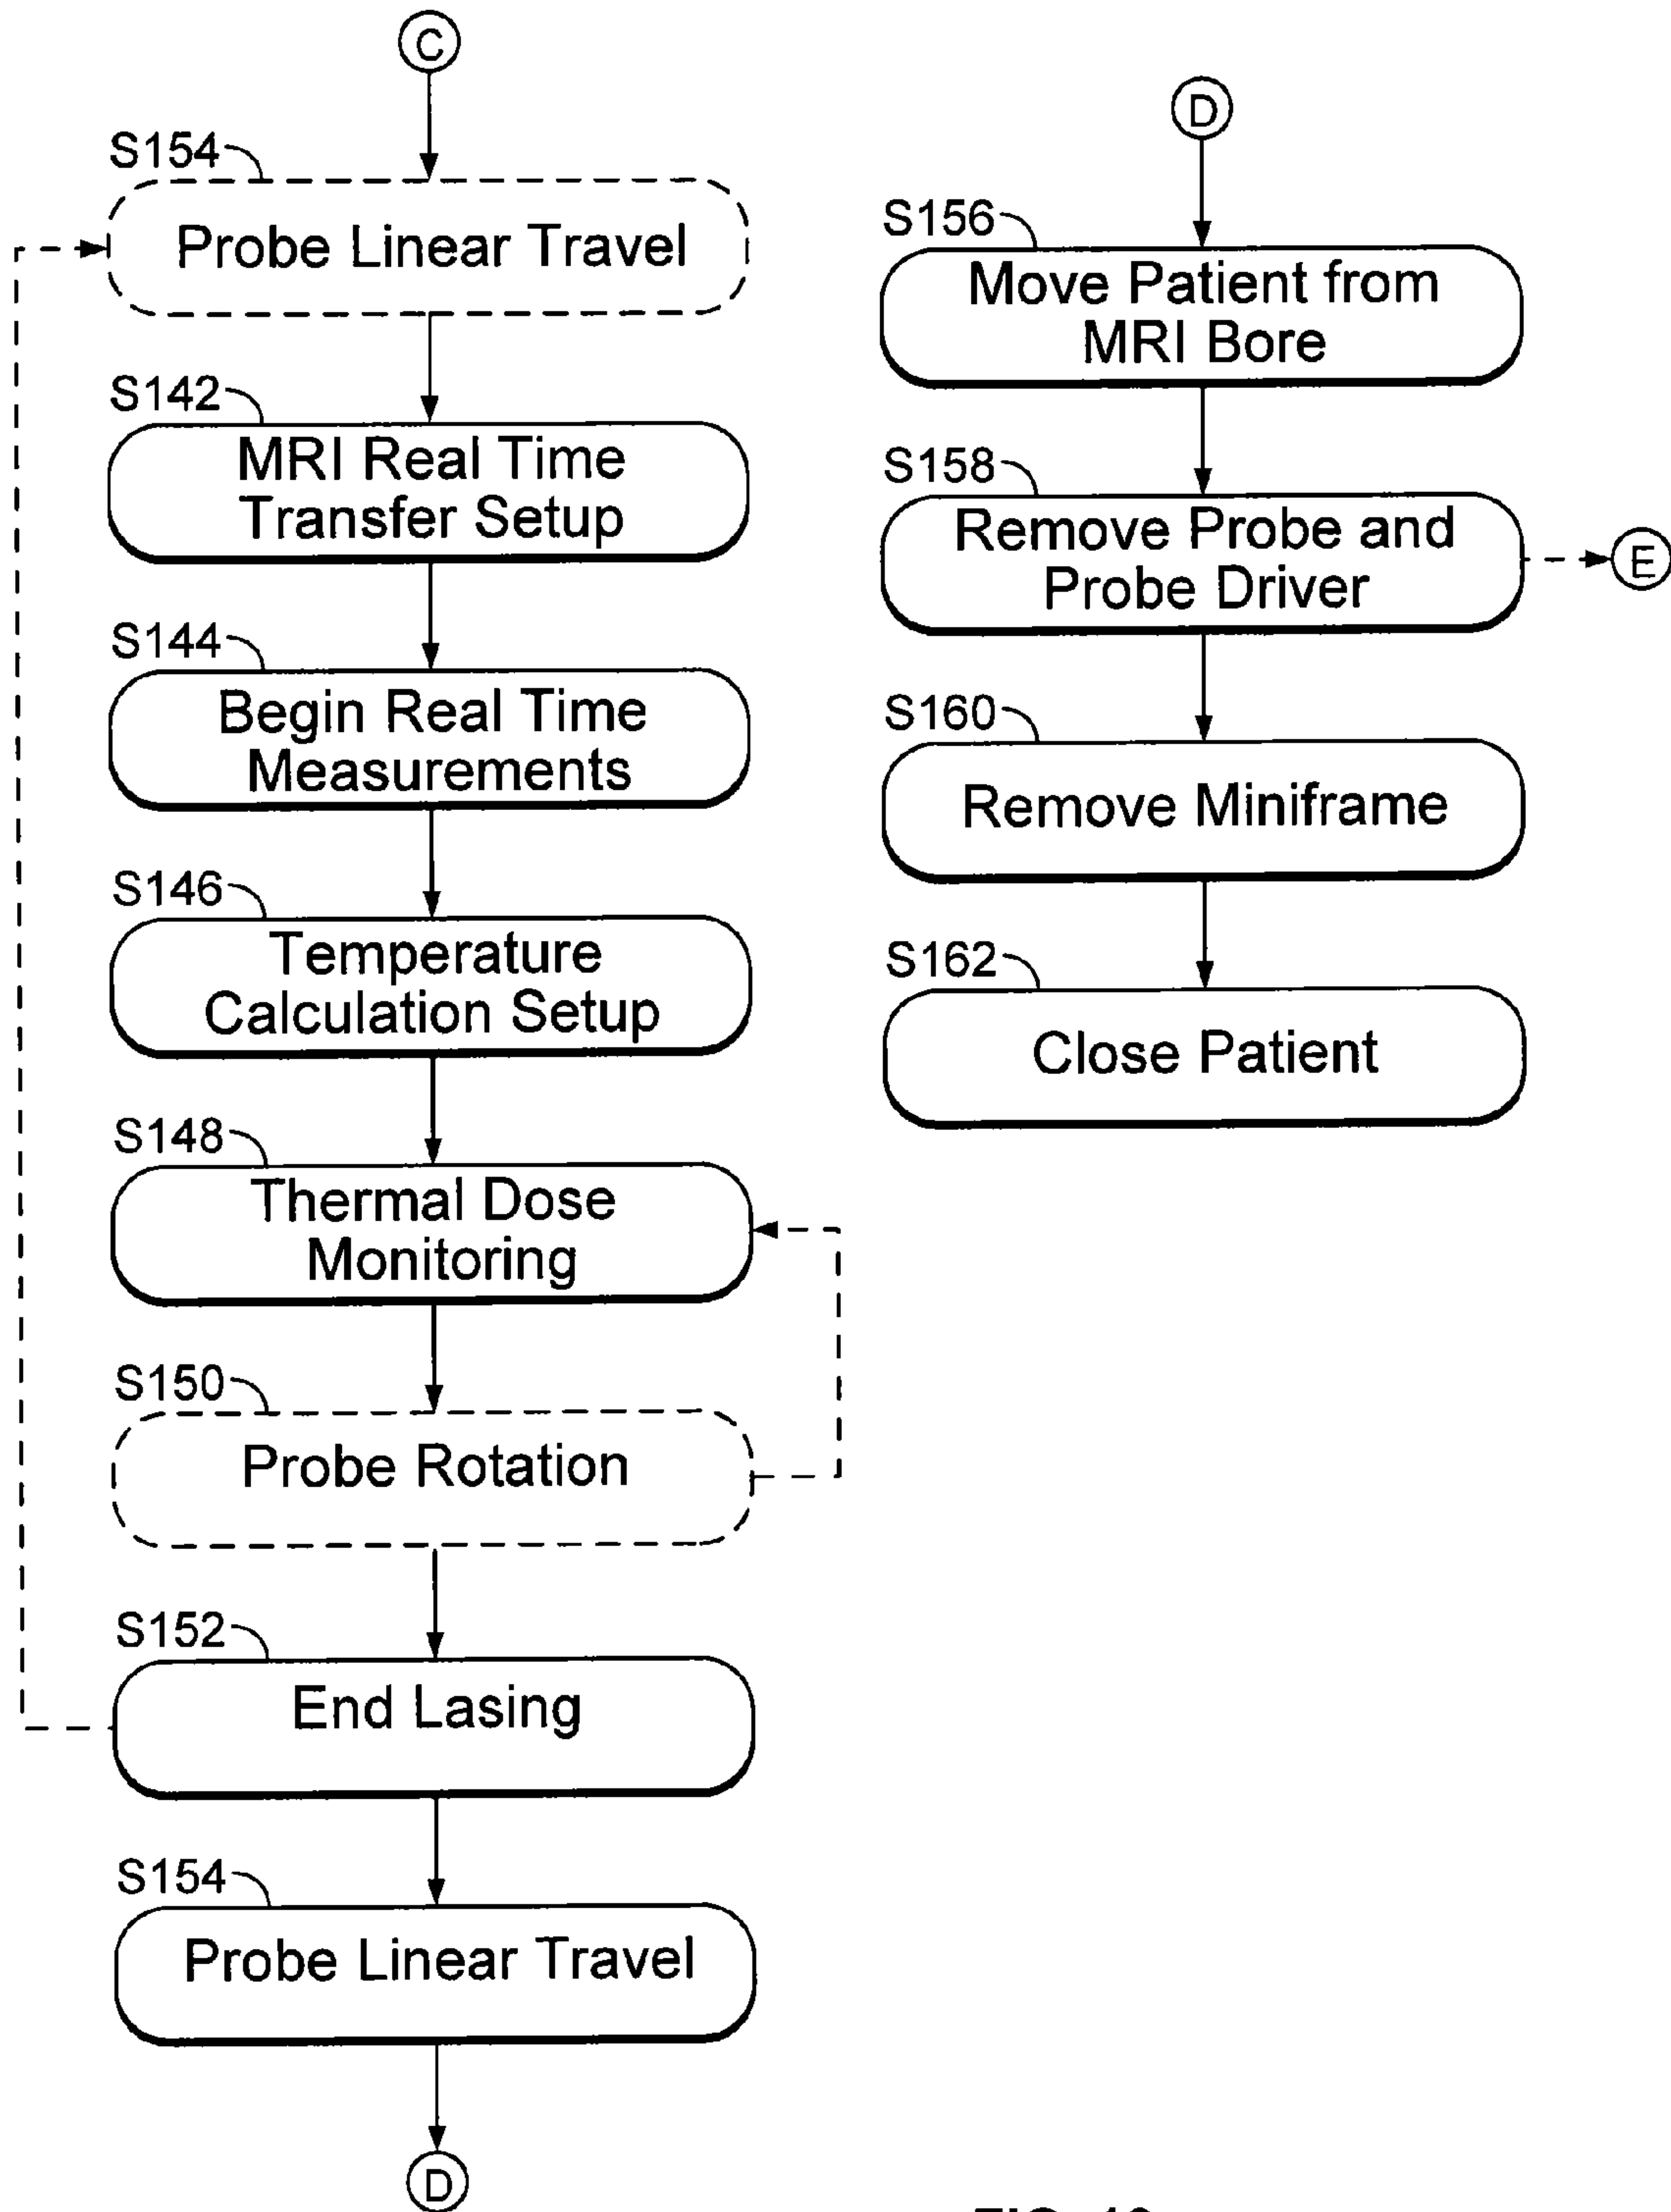 C
S154
Probe Linear Travel
S142
MRI Real Time
Transfer Setup
S144
Begin Real Time
Measurements
S146
Temperature
Calculation Setup
S148
Thermal Dose
Monitoring
S150
Probe Rotation
S152
End Lasing
S154
Probe Linear Travel
D
D
S156
Move Patient from
MRI Bore
S158
Remove Probe and
Probe Driver
E
S160
Remove Miniframe
S162
Close Patient